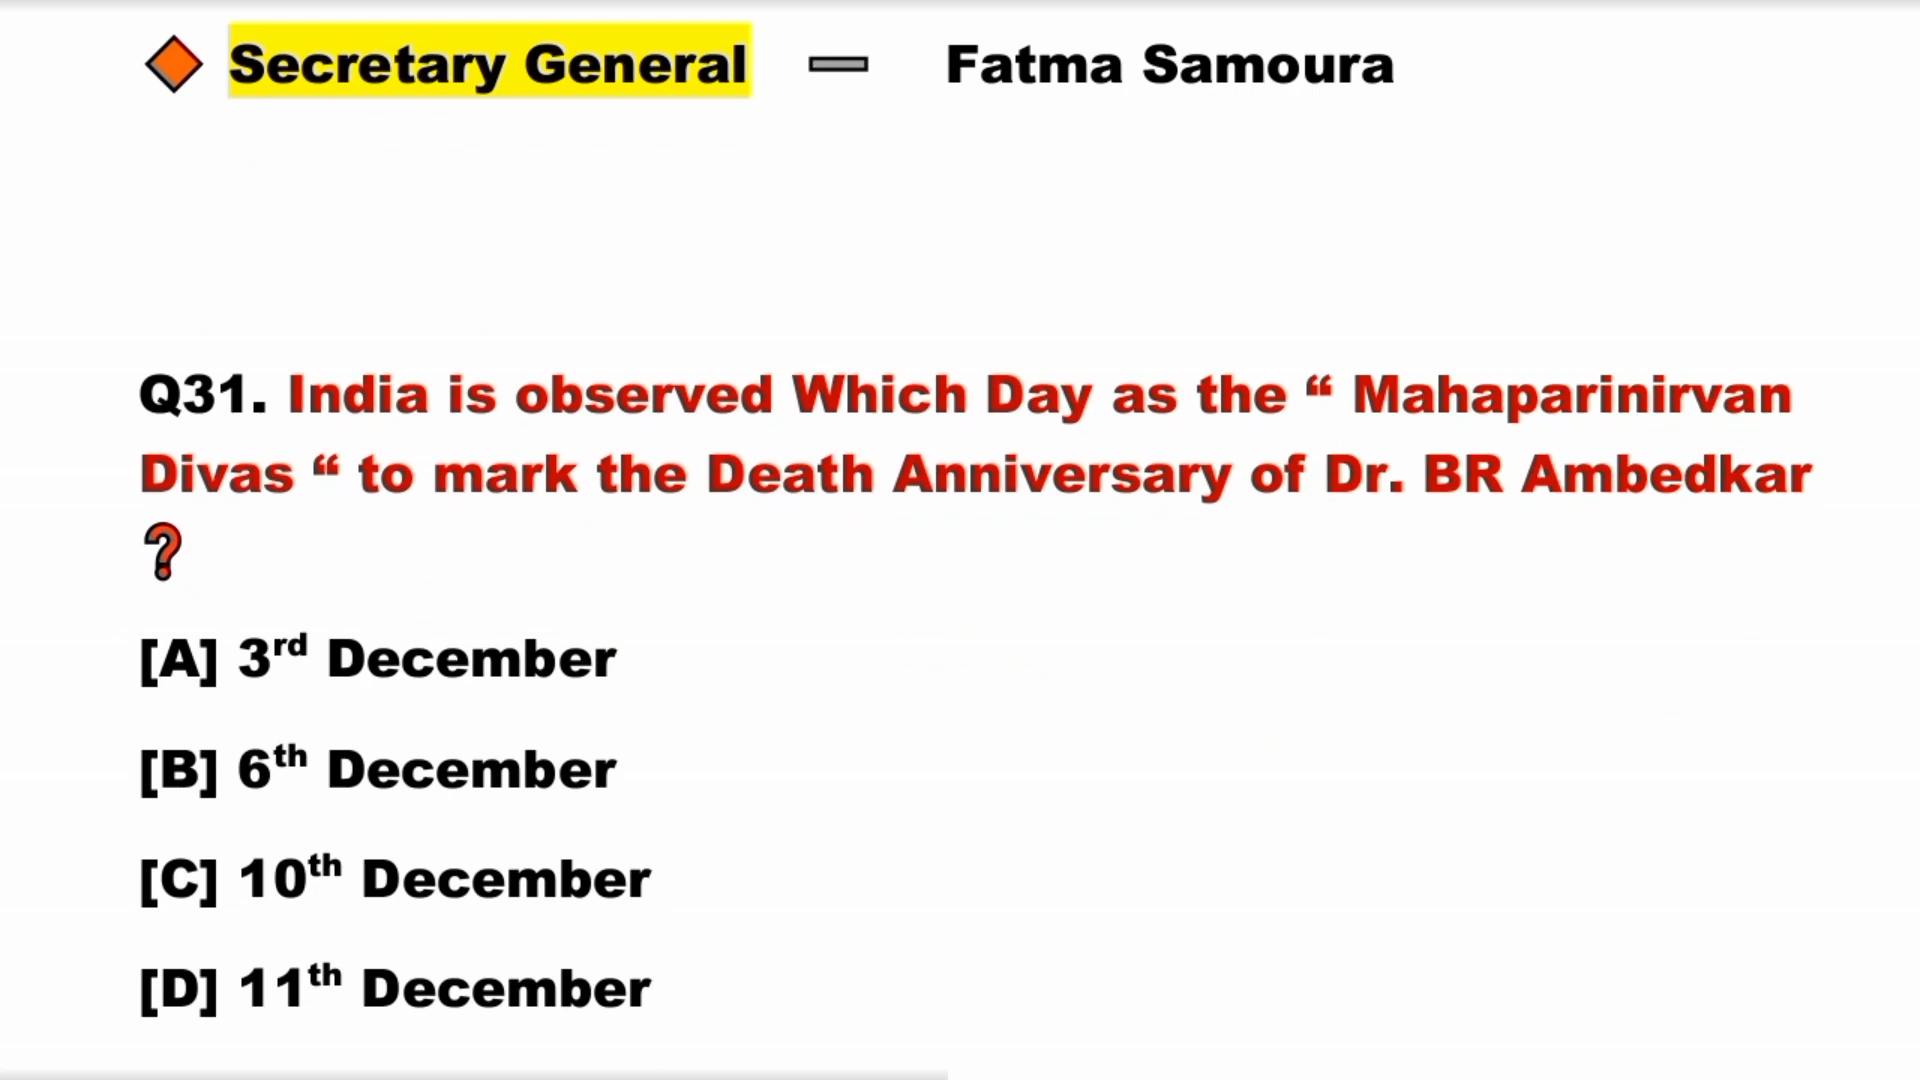 🔶 Secretary General ➖ Fatma Samoura
Q31. India is observed Which Day as the “ Mahaparinirvan
Divas “ to mark the Death Anniversary of Dr. BR Ambedkar
❓
[A] 3rd December
[B] 6th December
[C] 10th December
[D] 11th December